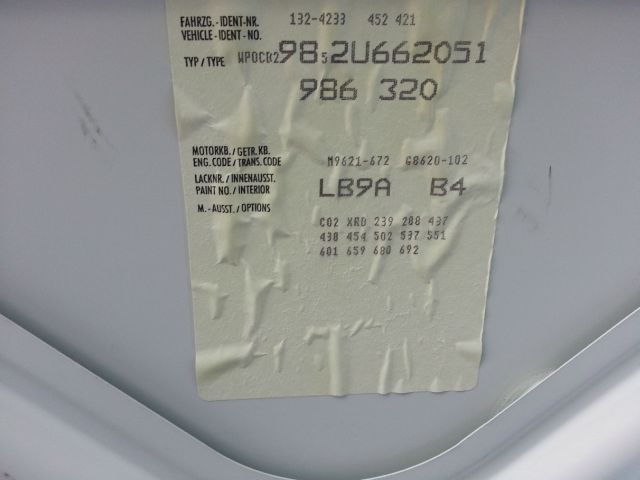 FAHRZG.-IDENT-NR. 132-4233 452 421
VEHICLE-IDENT-NO.
TYP/TYPE WP0CB29852U662051
986 320
MOTORKB./GETR.KB.
ENG.CODE/TRANS.CODE M9621-672 G8620-102
LACKNR./INNENAUSST.
PAINT NO./INTERIOR LB9A B4
M.-AUSST./OPTIONS
C02 XRD 239 288 437
438 454 502 537 551
601 659 680 692